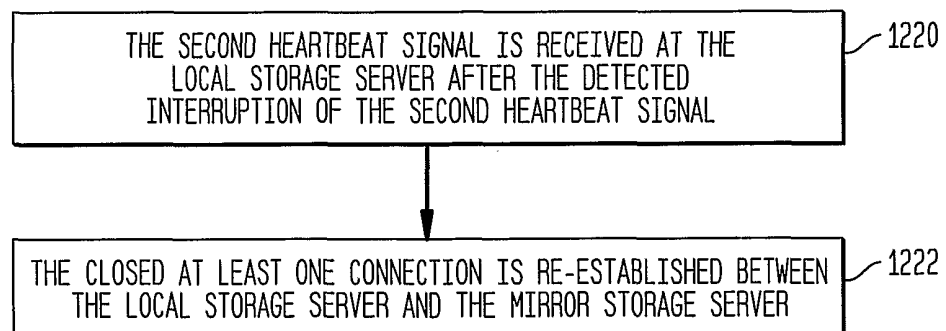 THE SECOND HEARTBEAT SIGNAL IS RECEIVED AT THE
LOCAL STORAGE SERVER AFTER THE DETECTED
INTERRUPTION OF THE SECOND HEARTBEAT SIGNAL
1220
THE CLOSED AT LEAST ONE CONNECTION IS RE-ESTABLISHED BETWEEN
THE LOCAL STORAGE SERVER AND THE MIRROR STORAGE SERVER
1222